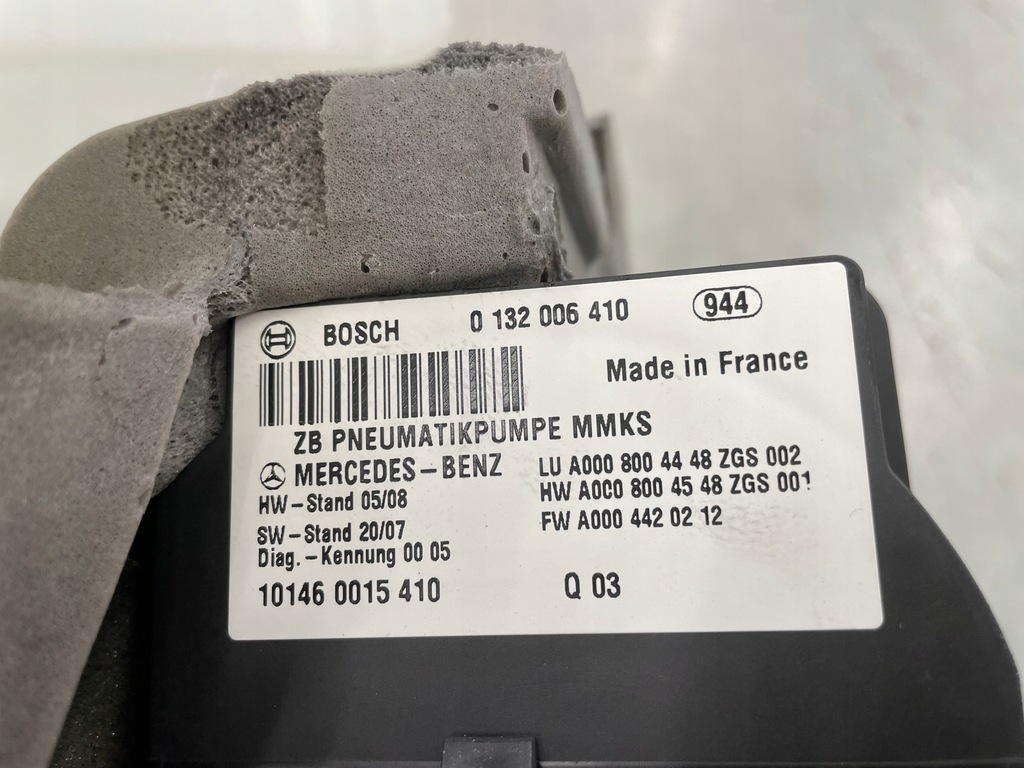 BOSCH 0 132 006 410 944
Made in France
ZB PNEUMATIKPUMPE MMKS
MERCEDES-BENZ LU A000 800 44 48 ZGS 002
HW-Stand 05/08 HW A000 800 45 48 ZGS 001
SW-Stand 20/07 FW A000 442 02 12
Diag.-Kennung 00 05
10146 0015 410 Q 03